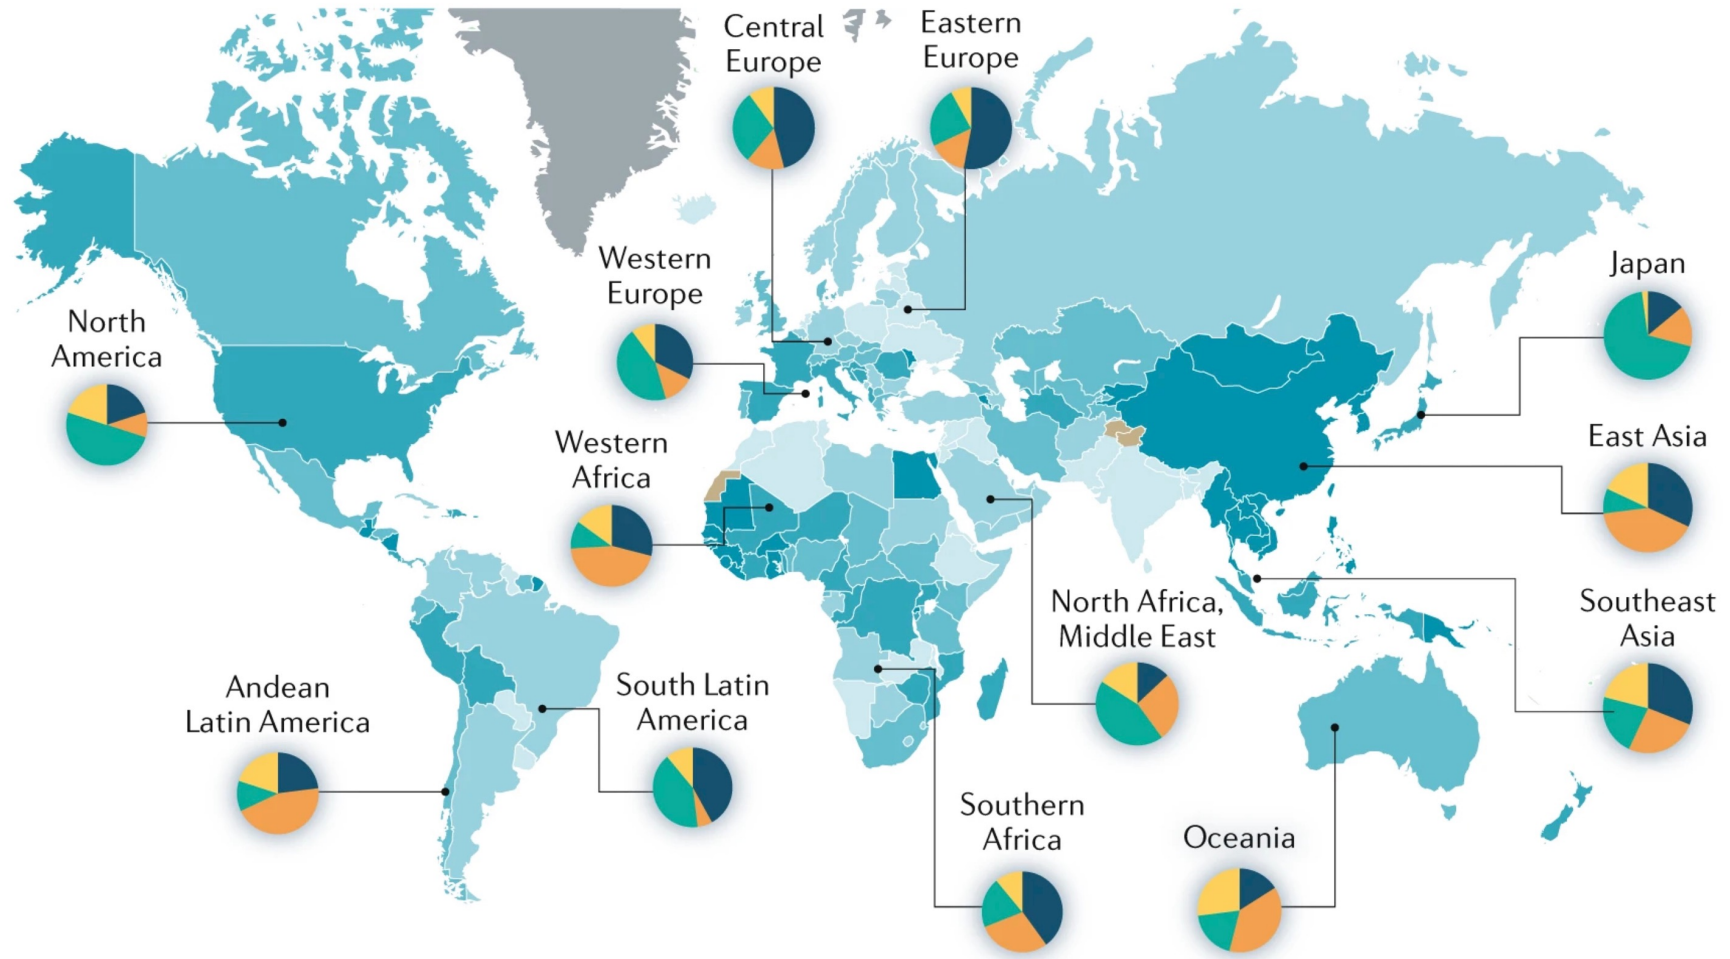 Central
Europe
Eastern
Europe
Western
Europe
Japan
North
America
East Asia
Western
Africa
North Africa,
Middle East
Southeast
Asia
Andean
Latin America
South Latin
America
Southern
Africa
Oceania